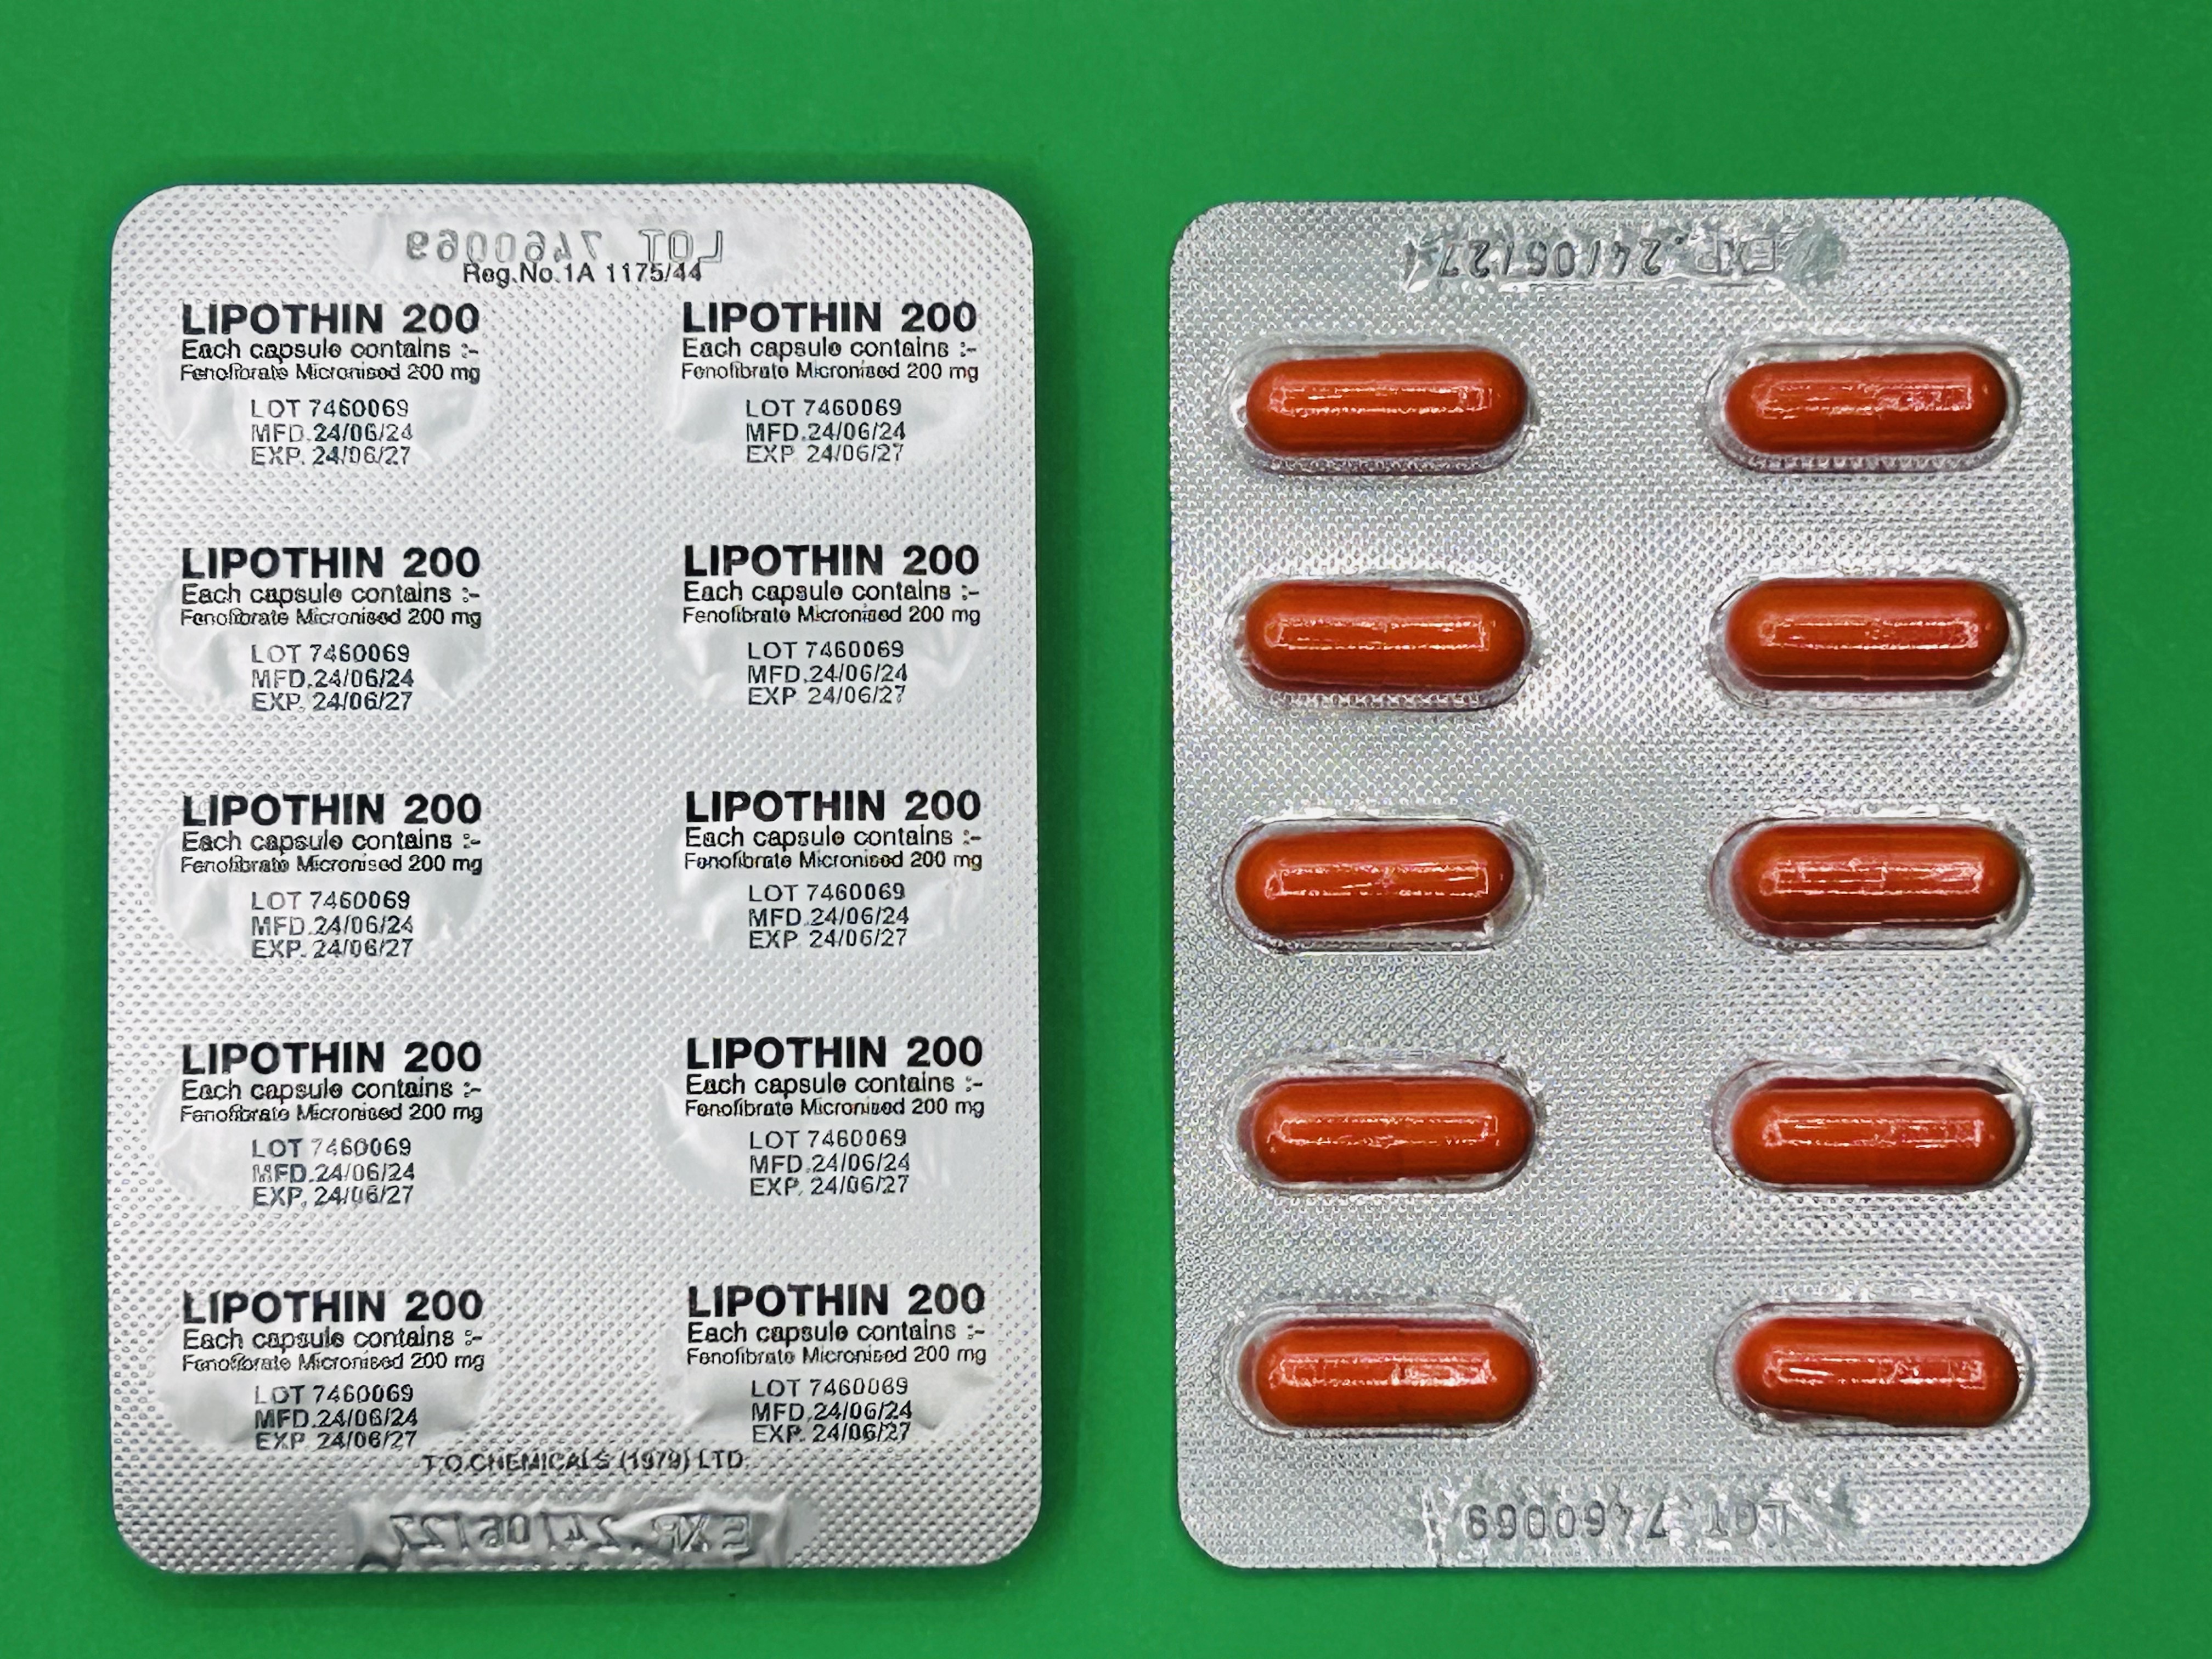 LOT 7460069
Reg.No.1A 1175/44
LIPOTHIN 200
Each capsule contains :-
Fenofibrate Micronised 200 mg
LOT 7460069
MFD.24/06/24
EXP. 24/06/27
LIPOTHIN 200
Each capsule contains :-
Fenofibrate Micronised 200 mg
LOT 7460069
MFD.24/06/24
EXP. 24/06/27
LIPOTHIN 200
Each capsule contains :-
Fenofibrate Micronised 200 mg
LOT 7460069
MFD.24/06/24
EXP. 24/06/27
LIPOTHIN 200
Each capsule contains :-
Fenofibrate Micronised 200 mg
LOT 7460069
MFD.24/06/24
EXP. 24/06/27
LIPOTHIN 200
Each capsule contains :-
Fenofibrate Micronised 200 mg
LOT 7460069
MFD.24/06/24
EXP. 24/06/27
LIPOTHIN 200
Each capsule contains :-
Fenofibrate Micronised 200 mg
LOT 7460069
MFD.24/06/24
EXP. 24/06/27
LIPOTHIN 200
Each capsule contains :-
Fenofibrate Micronised 200 mg
LOT 7460069
MFD.24/06/24
EXP. 24/06/27
LIPOTHIN 200
Each capsule contains :-
Fenofibrate Micronised 200 mg
LOT 7460069
MFD.24/06/24
EXP. 24/06/27
LIPOTHIN 200
Each capsule contains :-
Fenofibrate Micronised 200 mg
LOT 7460069
MFD.24/06/24
EXP. 24/06/27
LIPOTHIN 200
Each capsule contains :-
Fenofibrate Micronised 200 mg
LOT 7460069
MFD.24/06/24
EXP. 24/06/27
T.O.CHEMICALS (1979) LTD.
EXP. 24/06/27
EXP. 24/06/27
LOT 7460069